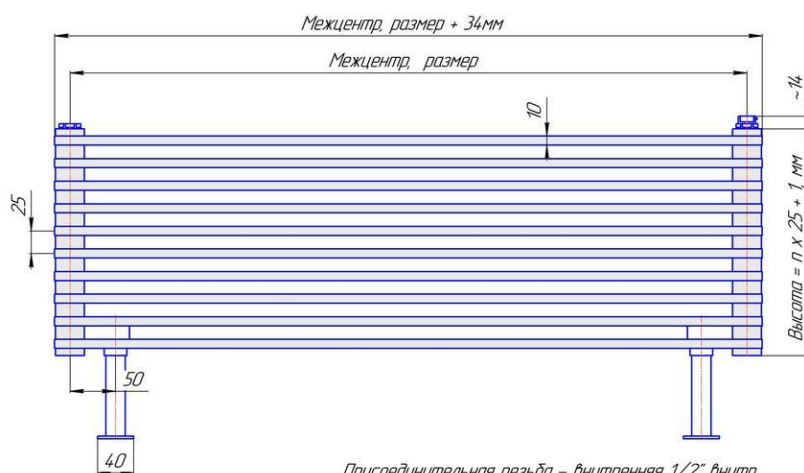 Межцентр, размер + 34мм
Межцентр, размер
~14
10
25
Высота = n x 25 + 1, мм
50
40
Присоединительная резьба – внутренняя 1/2" внутр.